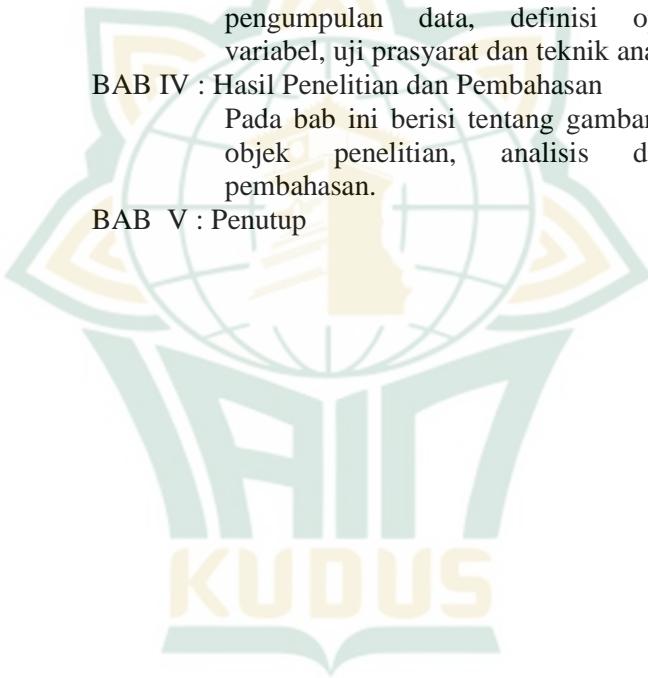 pengumpulan data, definisi
variabel, uji prasyarat dan teknik
BAB IV : Hasil Penelitian dan Pembahasan
Pada bab ini berisi tentang
objek penelitian, analisis
pembahasan.
BAB V : Penutup
IAIN
KUDUS